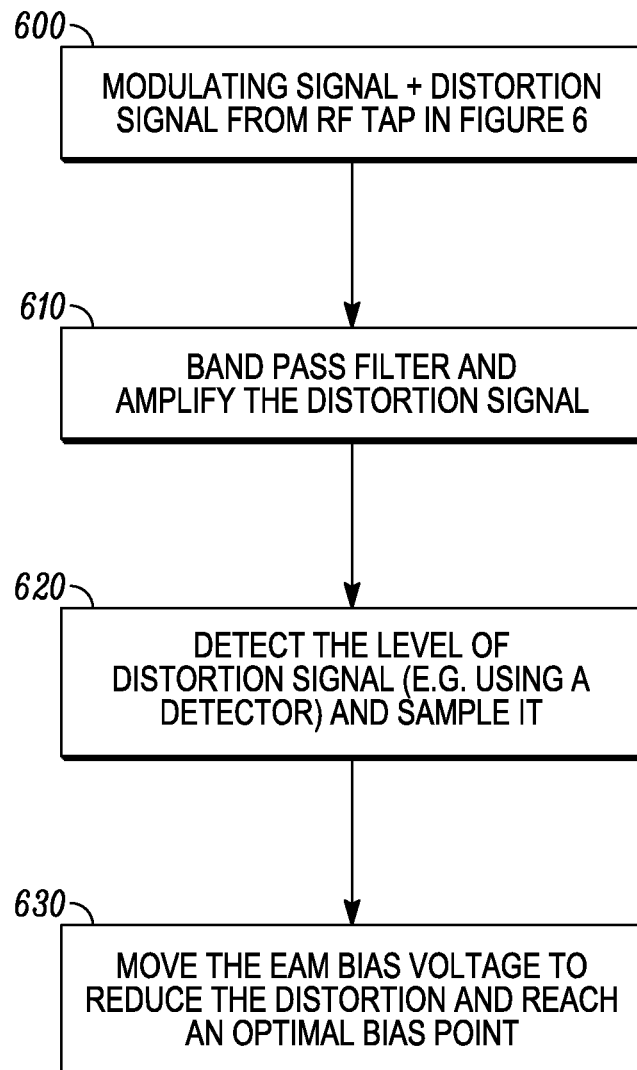 600
MODULATING SIGNAL + DISTORTION
SIGNAL FROM RF TAP IN FIGURE 6
610
BAND PASS FILTER AND
AMPLIFY THE DISTORTION SIGNAL
620
DETECT THE LEVEL OF
DISTORTION SIGNAL (E.G. USING A
DETECTOR) AND SAMPLE IT
630
MOVE THE EAM BIAS VOLTAGE TO
REDUCE THE DISTORTION AND REACH
AN OPTIMAL BIAS POINT